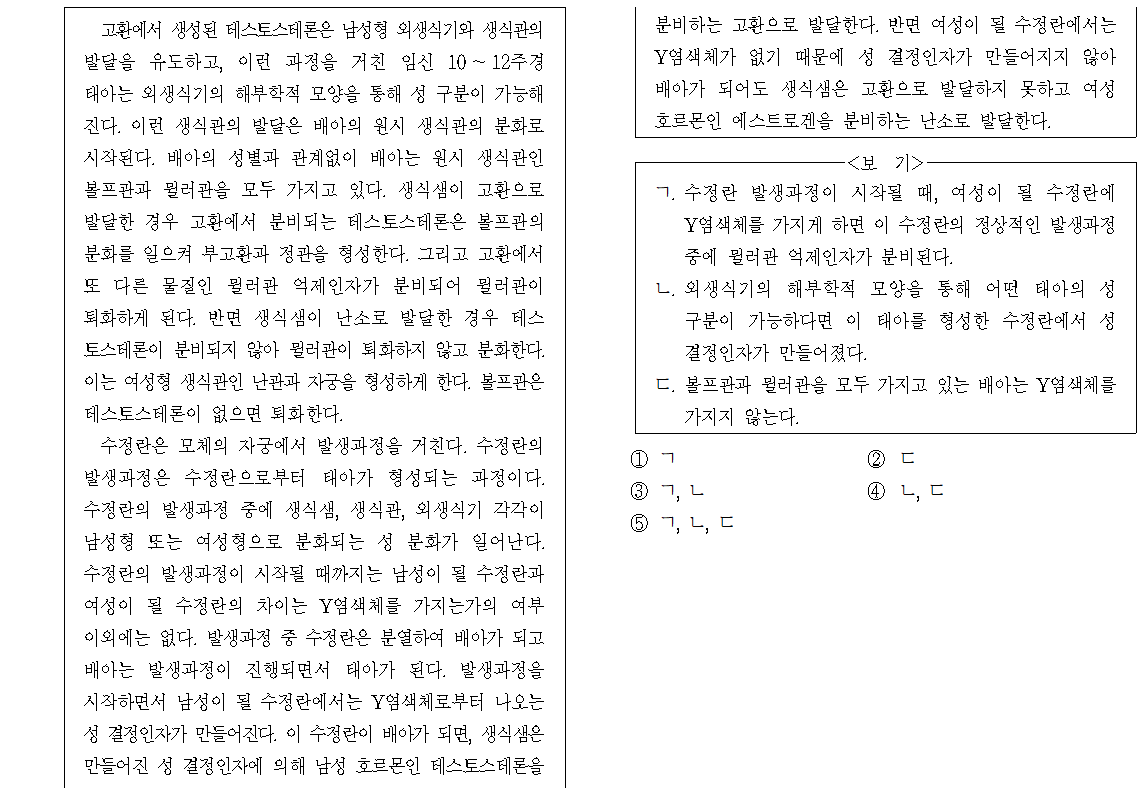 고환에서 생성된 테스토스테론은 남성형 외생식기와 생식관의
발달을 유도하고, 이런 과정을 거친 임신 10 ~ 12주경
태아는 외생식기의 해부학적 모양을 통해 성 구분이 가능해
진다. 이런 생식관의 발달은 배아의 원시 생식관의 분화로
시작된다. 배아의 성별과 관계없이 배아는 원시 생식관인
볼프관과 뮐러관을 모두 가지고 있다. 생식샘이 고환으로
발달한 경우 고환에서 분비되는 테스토스테론은 볼프관의
분화를 일으켜 부고환과 정관을 형성한다. 그리고 고환에서
또 다른 물질인 뮐러관 억제인자가 분비되어 뮐러관이
퇴화하게 된다. 반면 생식샘이 난소로 발달한 경우 테스
토스테론이 분비되지 않아 뮐러관이 퇴화하지 않고 분화한다.
이는 여성형 생식관인 난관과 자궁을 형성하게 한다. 볼프관은
테스토스테론이 없으면 퇴화한다.
수정란은 모체의 자궁에서 발생과정을 거친다. 수정란의
발생과정은 수정란으로부터 태아가 형성되는 과정이다.
수정란의 발생과정 중에 생식샘, 생식관, 외생식기 각각이
남성형 또는 여성형으로 분화되는 성 분화가 일어난다.
수정란의 발생과정이 시작될 때까지는 남성이 될 수정란과
여성이 될 수정란의 차이는 Y염색체를 가지는가의 여부
이외에는 없다. 발생과정 중 수정란은 분열하여 배아가 되고
배아는 발생과정이 진행되면서 태아가 된다. 발생과정을
시작하면서 남성이 될 수정란에서는 Y염색체로부터 나오는
성 결정인자가 만들어진다. 이 수정란이 배아가 되면, 생식샘은
만들어진 성 결정인자에 의해 남성 호르몬인 테스토스테론을
분비하는 고환으로 발달한다. 반면 여성이 될 수정란에서는
Y염색체가 없기 때문에 성 결정인자가 만들어지지 않아
배아가 되어도 생식샘은 고환으로 발달하지 못하고 여성
호르몬인 에스트로겐을 분비하는 난소로 발달한다.
<보 기>
ㄱ. 수정란 발생과정이 시작될 때, 여성이 될 수정란에
Y염색체를 가지게 하면 이 수정란의 정상적인 발생과정
중에 뮐러관 억제인자가 분비된다.
ㄴ. 외생식기의 해부학적 모양을 통해 어떤 태아의 성
구분이 가능하다면 이 태아를 형성한 수정란에서 성
결정인자가 만들어졌다.
ㄷ. 볼프관과 뮐러관을 모두 가지고 있는 배아는 Y염색체를
가지지 않는다.
① ㄱ ② ㄷ
③ ㄱ, ㄴ ④ ㄴ, ㄷ
⑤ ㄱ, ㄴ, ㄷ